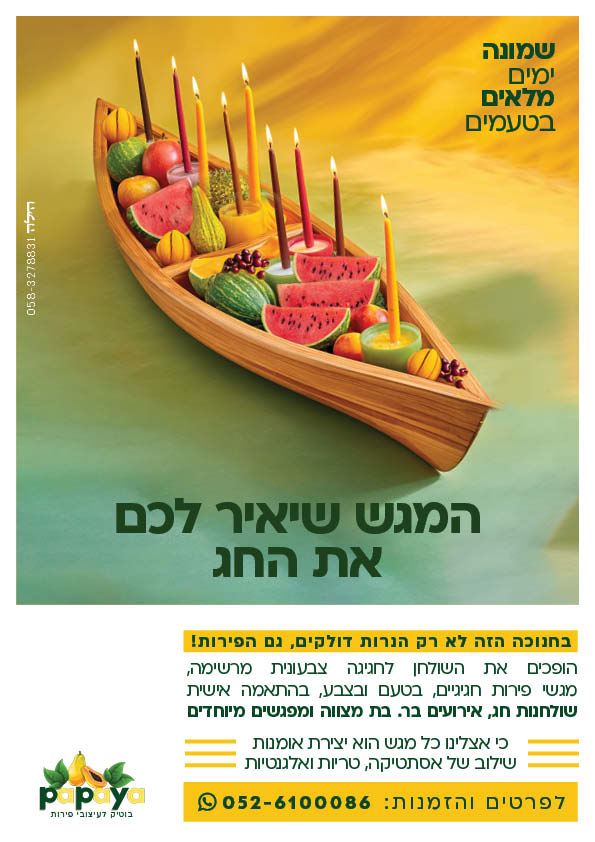 שמונה
ימים
מלאים
בטעמים
הילה 058-3278831
המגש שיאיר לכם
את החג
בחנוכה הזה לא רק הנרות דולקים, גם הפירות!
הופכים את השולחן לחגיגה צבעונית מרשימה,
מגשי פירות חגיגיים, בטעם ובצבע, בהתאמה אישית
שולחנות חג, אירועים בר. בת מצווה ומפגשים מיוחדים
כי אצלינו כל מגש הוא יצירת אומנות
שילוב של אסתטיקה, טריות ואלגנטיות
לפרטים והזמנות: 052-6100086
papaya
בוטיק לעיצובי פירות